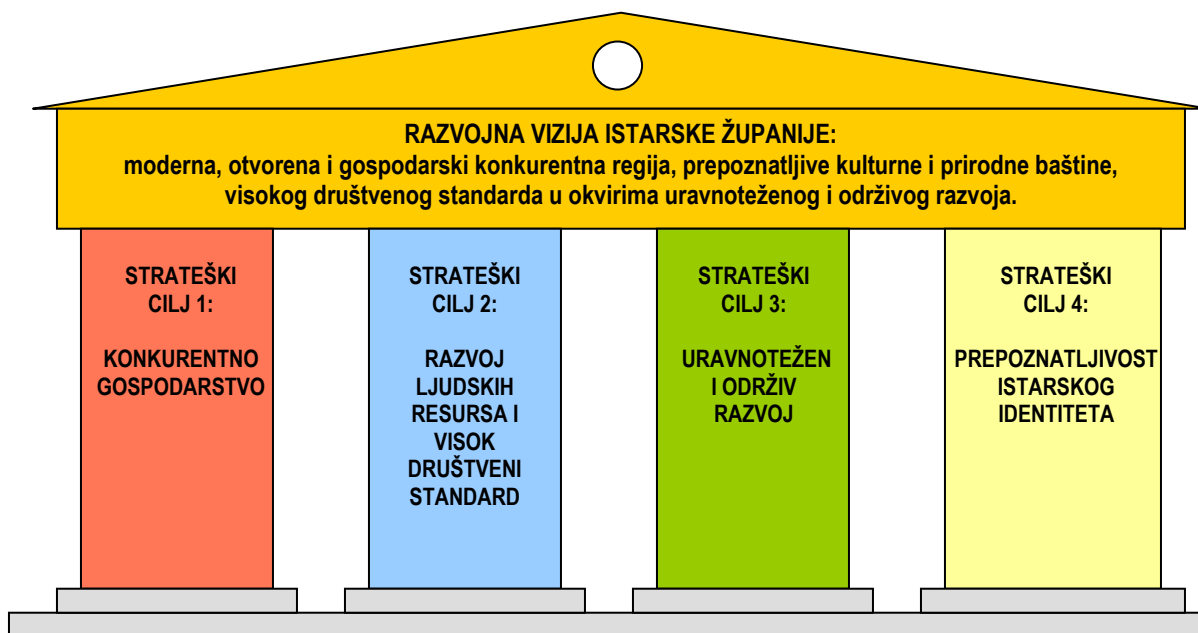 RAZVOJNA VIZIJA ISTARSKE ŽUPANIJE:
moderna, otvorena i gospodarski konkurentna regija, prepoznatljive kulturne i prirodne baštine,
visokog društvenog standarda u okvirima uravnoteženog i održivog razvoja.
STRATEŠKI
CILJ 1:
KONKURENTNO
GOSPODARSTVO
STRATEŠKI
CILJ 2:
RAZVOJ
LJUDSKIH
RESURSA I
VISOK
DRUŠTVENI
STANDARD
STRATEŠKI
CILJ 3:
URAVNOTEŽEN
I ODRŽIV
RAZVOJ
STRATEŠKI
CILJ 4:
PREPOZNATLJIVOST
ISTARSKOG
IDENTITETA